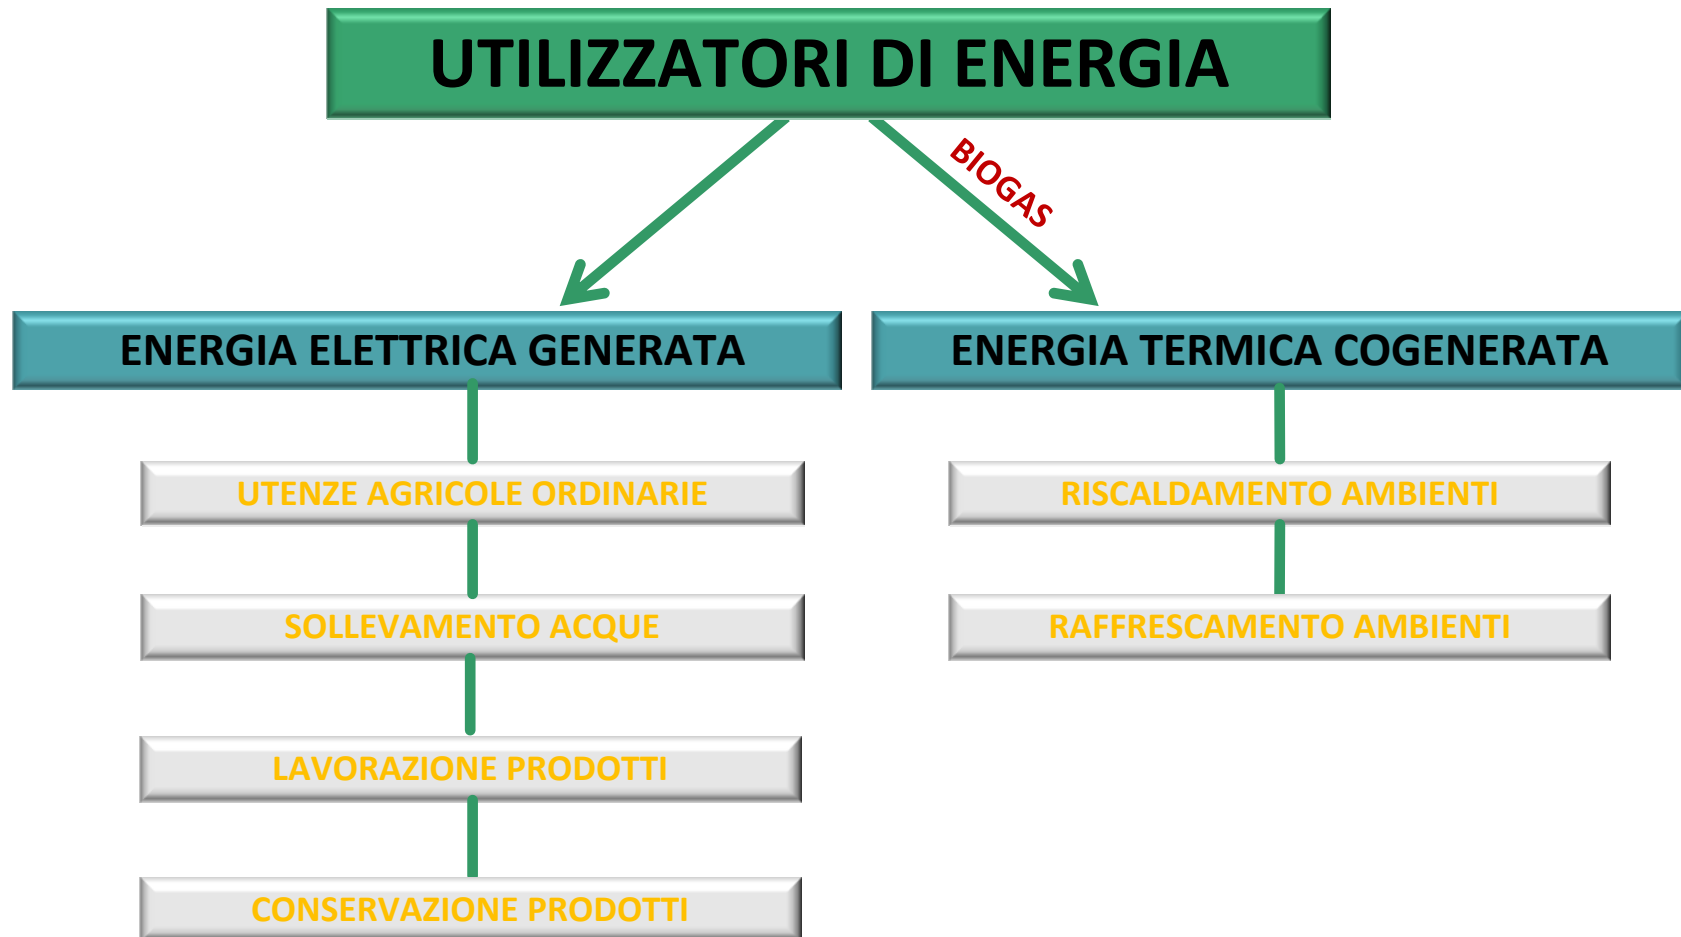 UTILIZZATORI DI ENERGIA
BIOGAS
ENERGIA ELETTRICA GENERATA
ENERGIA TERMICA COGENERATA
UTENZE AGRICOLE ORDINARIE
RISCALDAMENTO AMBIENTI
SOLLEVAMENTO ACQUE
RAFFRESCAMENTO AMBIENTI
LAVORAZIONE PRODOTTI
CONSERVAZIONE PRODOTTI